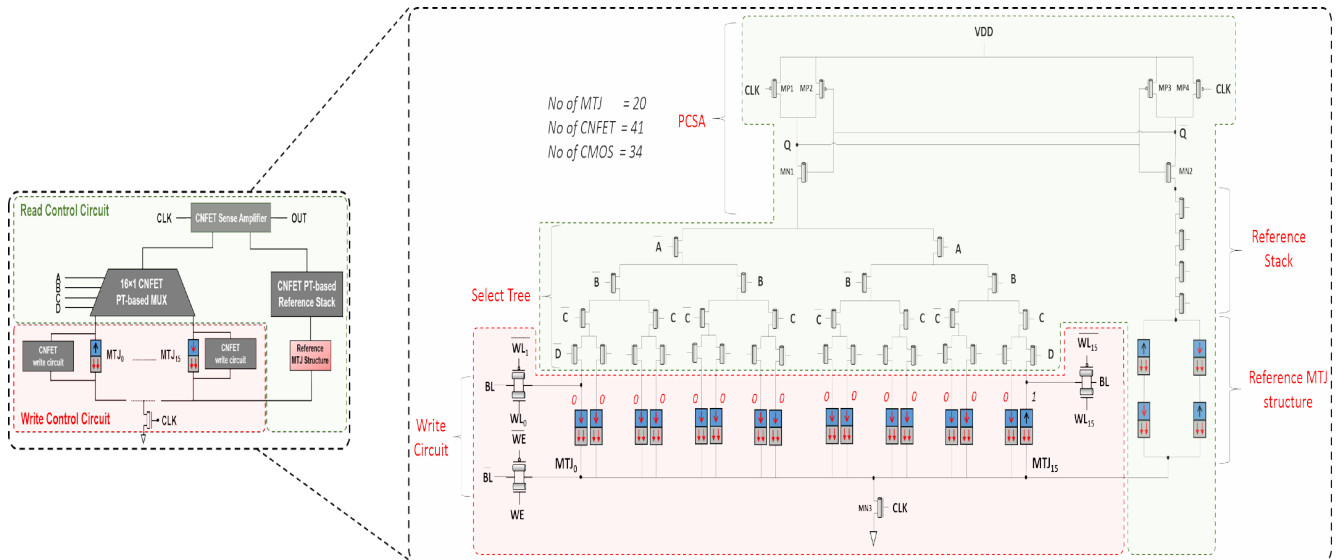 Read Control Circuit
CLK
CNFET Sense Amplifier
OUT
A
B
C
D
16×1 CNFET
PT-based MUX
CNFET PT-based
Reference Stack
CNFET
write circuit
MTJ0
MTJ15
CNFET
write circuit
Reference
MTJ Structure
Write Control Circuit
CLK
VDD
No of MTJ = 20
No of CNFET = 41
No of CMOS = 34
PCSA
CLK
MP1
MP2
MP3
MP4
CLK
Q
Q̅
MN1
MN2
Reference
Stack
Select Tree
A̅
A
B̅
B
B̅
B
C̅
C
C̅
C
C̅
C
C̅
C
D̅
D
W̅L̅1̅
BL
WL0
W̅L̅1̅5̅
BL
WL15
0 0 0 0 0 0 0 0 0 0 0 0 0 0 0 1
Write
Circuit
W̅E̅
B̅L̅
WE
MTJ0
MTJ15
MN3
CLK
Reference MTJ
structure